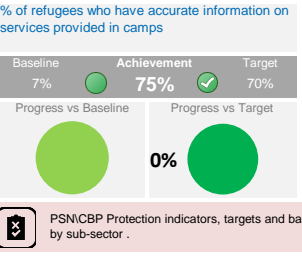 % of refugees who have accurate information on
services provided in camps
Baseline Achievement Target
7% 75% 70%
Progress vs Baseline Progress vs Target
0%
PSN\CBP Protection indicators, targets and ba
by sub-sector .